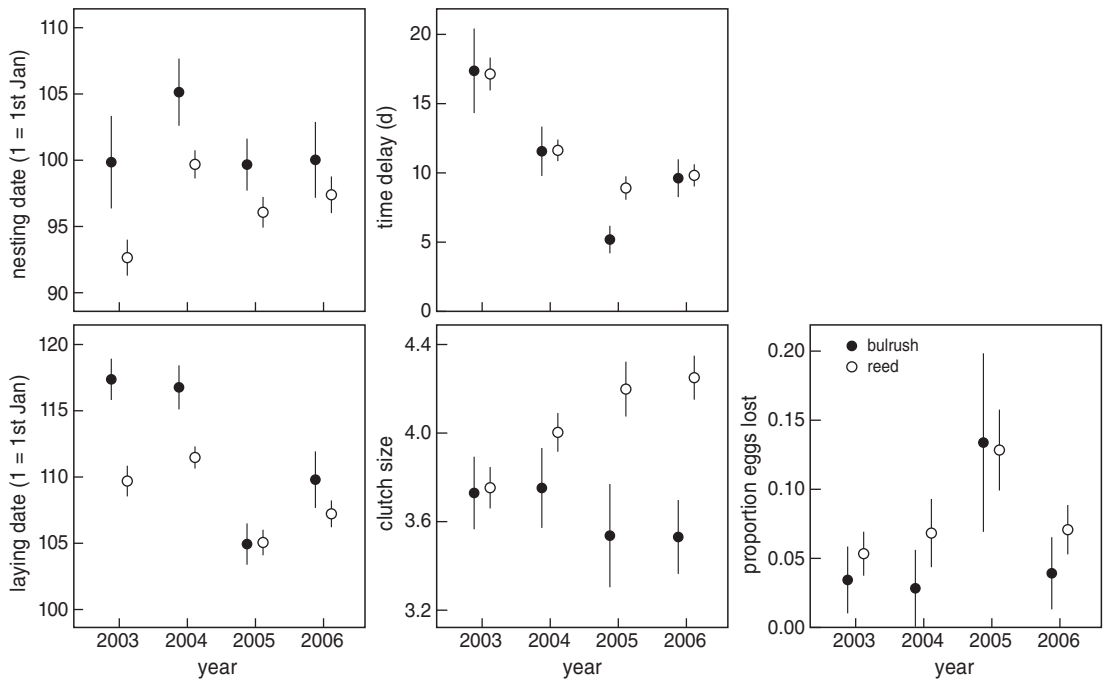 nesting date (1 = 1st Jan)
110
105
100
95
90
time delay (d)
20
15
10
5
0
laying date (1 = 1st Jan)
120
115
110
105
100
2003 2004 2005 2006
year
clutch size
4.4
4.0
3.6
3.2
2003 2004 2005 2006
year
proportion eggs lost
0.20
0.15
0.10
0.05
0.00
bulrush
reed
2003 2004 2005 2006
year